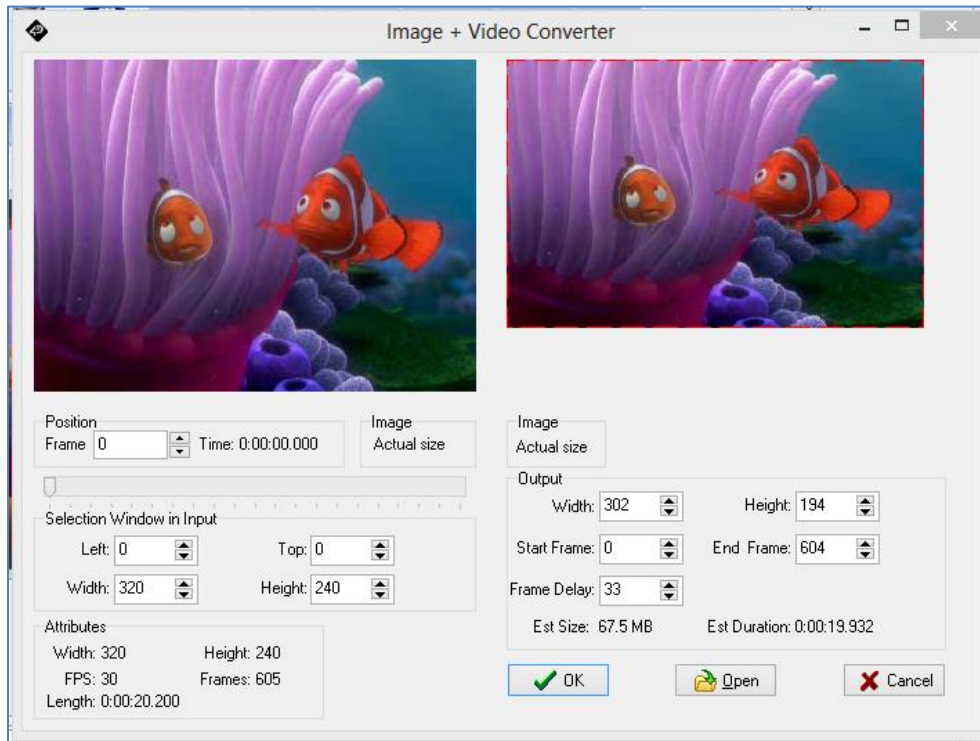 Image + Video Converter
Position
Frame 0 Time: 0:00:00.000
Image
Actual size
Selection Window in Input
Left: 0 Top: 0
Width: 320 Height: 240
Attributes
Width: 320 Height: 240
FPS: 30 Frames: 605
Length: 0:00:20.200
Image
Actual size
Output
Width: 302 Height: 194
Start Frame: 0 End Frame: 604
Frame Delay: 33
Est Size: 67.5 MB Est Duration: 0:00:19.932
OK Open Cancel